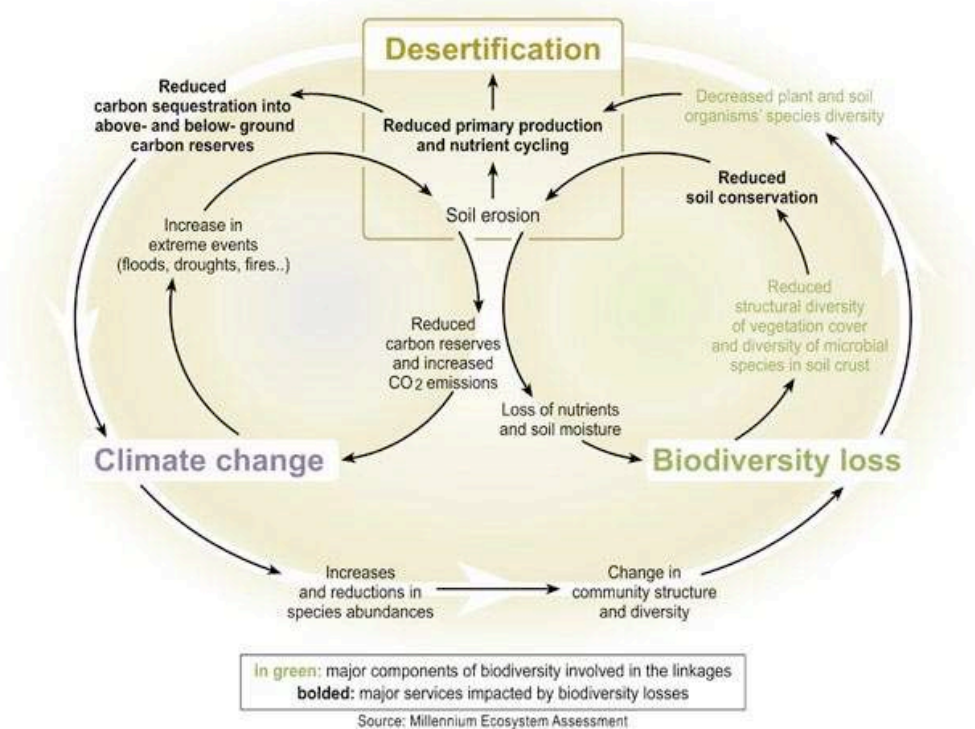 Desertification
Reduced
carbon sequestration into
above- and below- ground
carbon reserves
Reduced primary production
and nutrient cycling
Decreased plant and soil
organisms' species diversity
Reduced
soil conservation
Soil erosion
Increase in
extreme events
(floods, droughts, fires..)
Reduced
structural diversity
of vegetation cover
and diversity of microbial
species in soil crust
Reduced
carbon reserves
and increased
CO2 emissions
Loss of nutrients
and soil moisture
Climate change
Biodiversity loss
Increases
and reductions in
species abundances
Change in
community structure
and diversity
In green: major components of biodiversity involved in the linkages
bolded: major services impacted by biodiversity losses
Source: Millennium Ecosystem Assessment